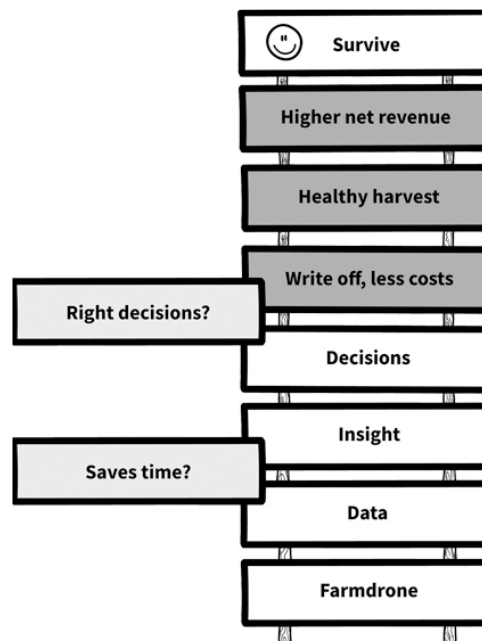 Survive
Higher net revenue
Healthy harvest
Write off, less costs
Right decisions?
Decisions
Insight
Saves time?
Data
Farmdrone